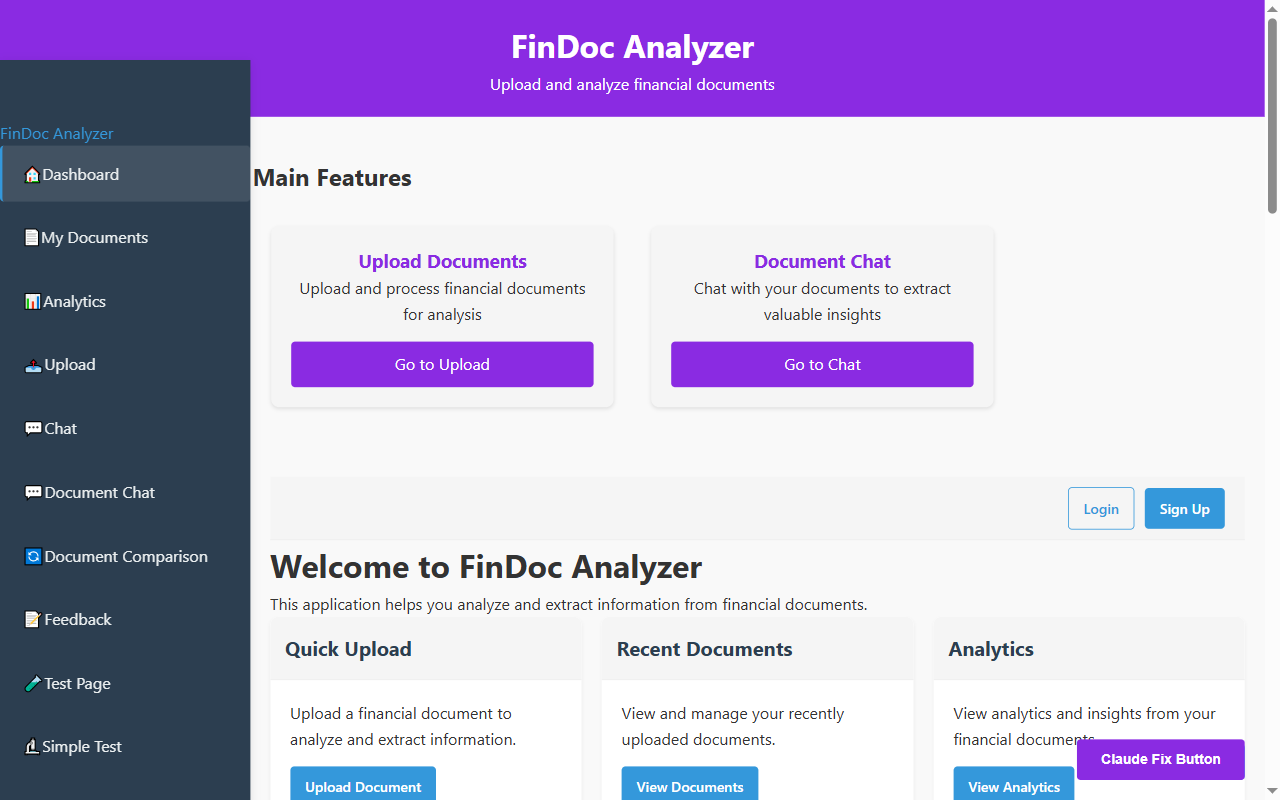 FinDoc Analyzer
Upload and analyze financial documents
FinDoc Analyzer
Dashboard
My Documents
Analytics
Upload
Chat
Document Chat
Document Comparison
Feedback
Test Page
Simple Test
Main Features
Upload Documents
Upload and process financial documents
for analysis
Go to Upload
Document Chat
Chat with your documents to extract
valuable insights
Go to Chat
Login
Sign Up
Welcome to FinDoc Analyzer
This application helps you analyze and extract information from financial documents.
Quick Upload
Upload a financial document to
analyze and extract information.
Upload Document
Recent Documents
View and manage your recently
uploaded documents.
View Documents
Analytics
View analytics and insights from your
financial documents.
View Analytics
Claude Fix Button